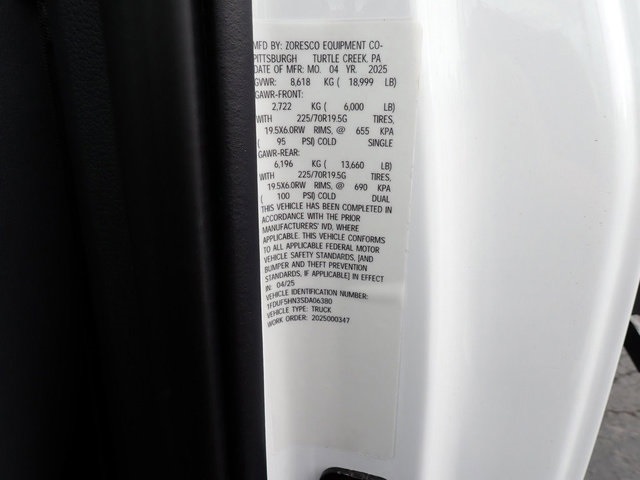 MFD BY: ZORESCO EQUIPMENT CO-
PITTSBURGH TURTLE CREEK, PA
DATE OF MFR: MO. 04 YR. 2025
GVWR: 8,618 KG ( 18,999 LB)
GAWR-FRONT:
2,722 KG ( 6,000 LB)
WITH 225/70R19.5G TIRES,
19.5X6.0RW RIMS, @ 655 KPA
( 95 PSI) COLD SINGLE
GAWR-REAR:
6,196 KG ( 13,660 LB)
WITH 225/70R19.5G TIRES,
19.5X6.0RW RIMS, @ 690 KPA
( 100 PSI) COLD DUAL
THIS VEHICLE HAS BEEN COMPLETED IN
ACCORDANCE WITH THE PRIOR
MANUFACTURERS' IVD, WHERE
APPLICABLE. THIS VEHICLE CONFORMS
TO ALL APPLICABLE FEDERAL MOTOR
VEHICLE SAFETY STANDARDS, [AND
BUMPER AND THEFT PREVENTION
STANDARDS, IF APPLICABLE] IN EFFECT
IN: 04/25
VEHICLE IDENTIFICATION NUMBER:
1FDUF5HN3SDA06380
VEHICLE TYPE: TRUCK
WORK ORDER: 2025000347